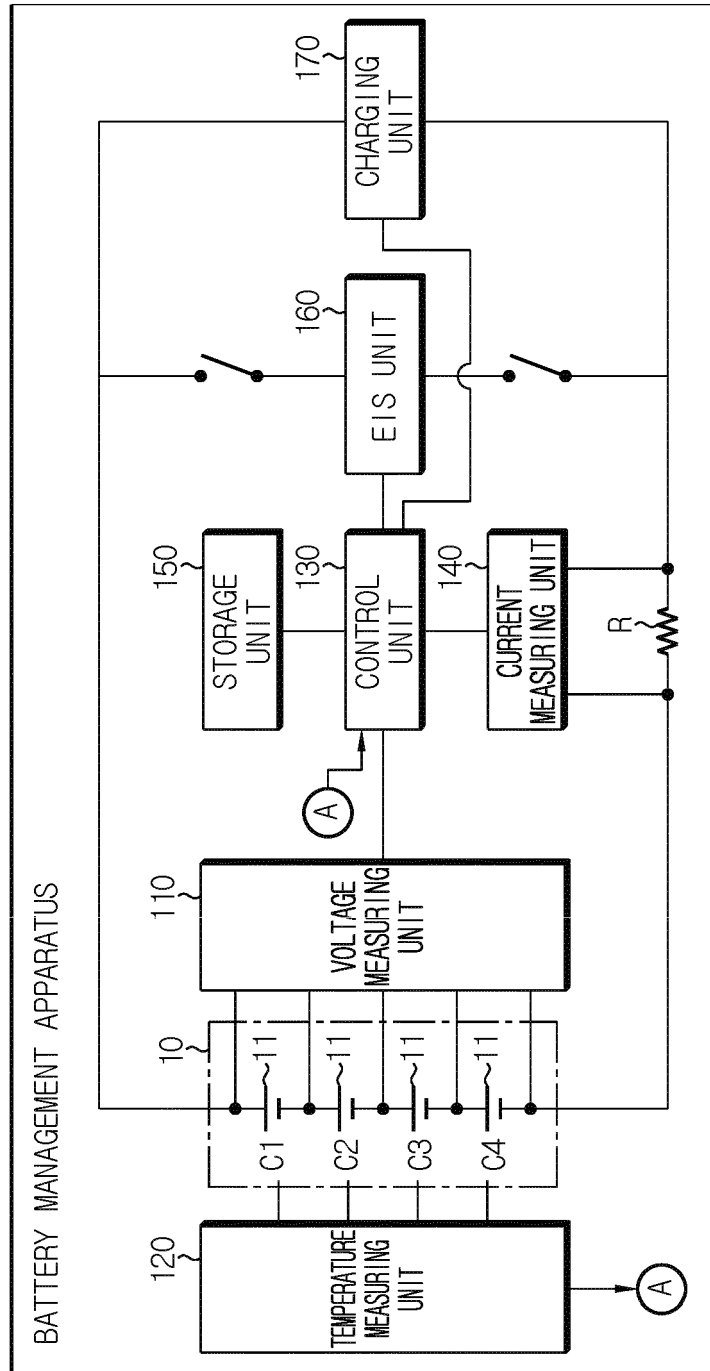 BATTERY MANAGEMENT APPARATUS
120
TEMPERATURE
MEASURING
UNIT
A
10
C1
11
C2
11
C3
11
C4
11
110
VOLTAGE
MEASURING
UNIT
A
150
STORAGE
UNIT
130
CONTROL
UNIT
140
CURRENT
MEASURING UNIT
R
160
EIS UNIT
170
CHARGING
UNIT